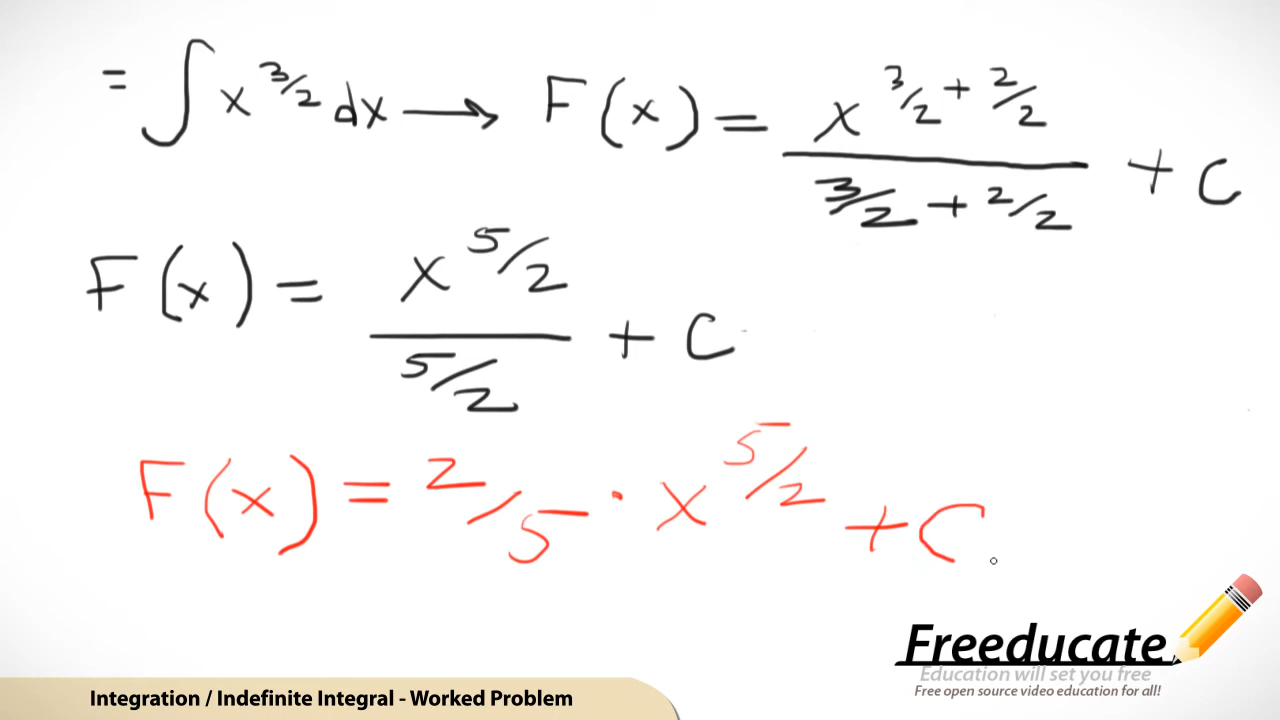 = ∫ x^3/2 dx → F(x) = x^3/2 + 2/2 / 3/2 + 2/2 + C
F(x) = x^5/2 / 5/2 + C
F(x) = 2/5 · x^5/2 + C
Freeducate
Education will set you free
Free open source video education for all!
Integration / Indefinite Integral - Worked Problem